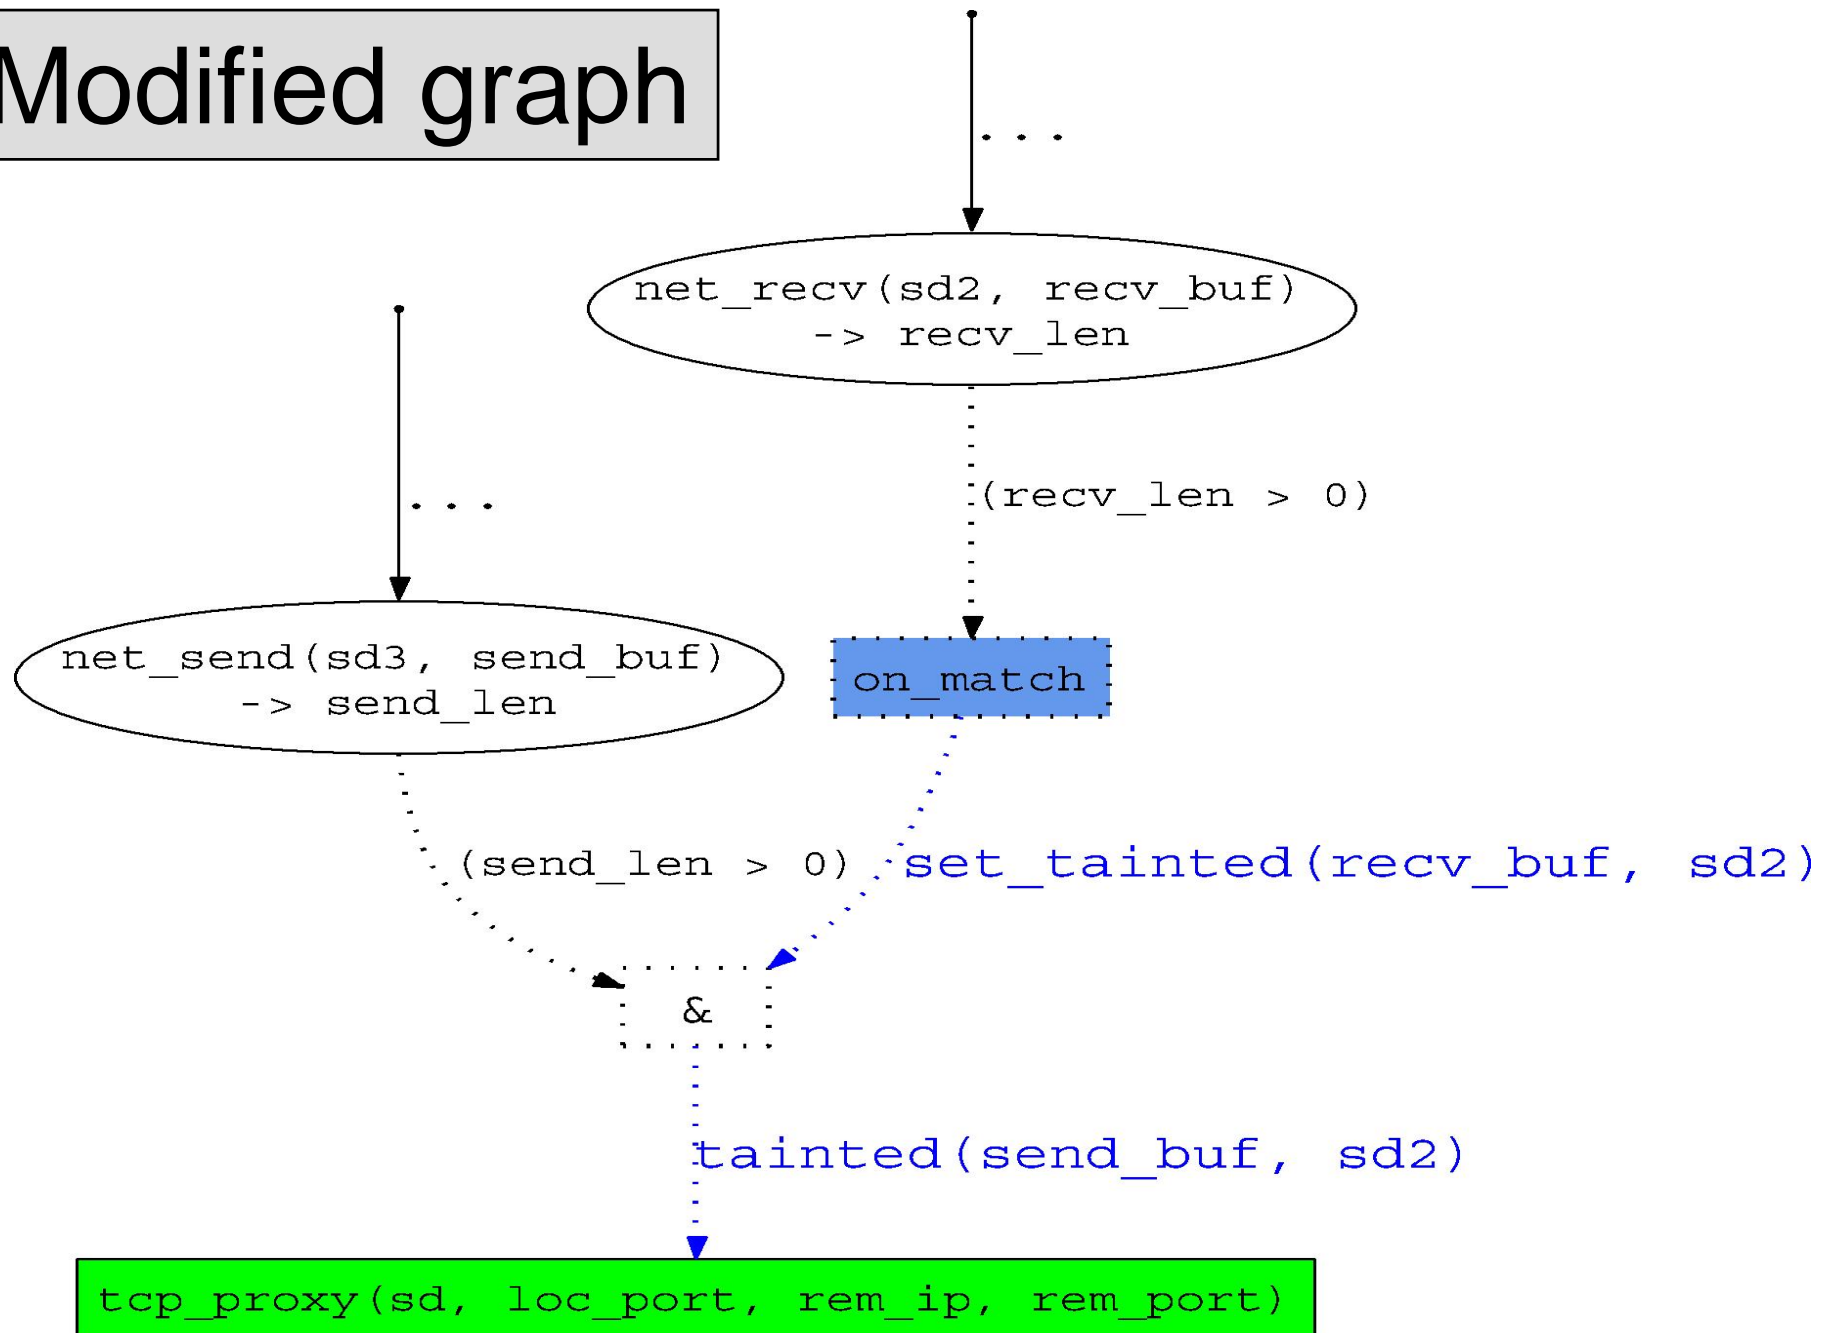 Modified graph
. . .
net_recv(sd2, recv_buf)
-> recv_len
. . .
(recv_len > 0)
net_send(sd3, send_buf)
-> send_len
on_match
(send_len > 0)
set_tainted(recv_buf, sd2)
&
tainted(send_buf, sd2)
tcp_proxy(sd, loc_port, rem_ip, rem_port)